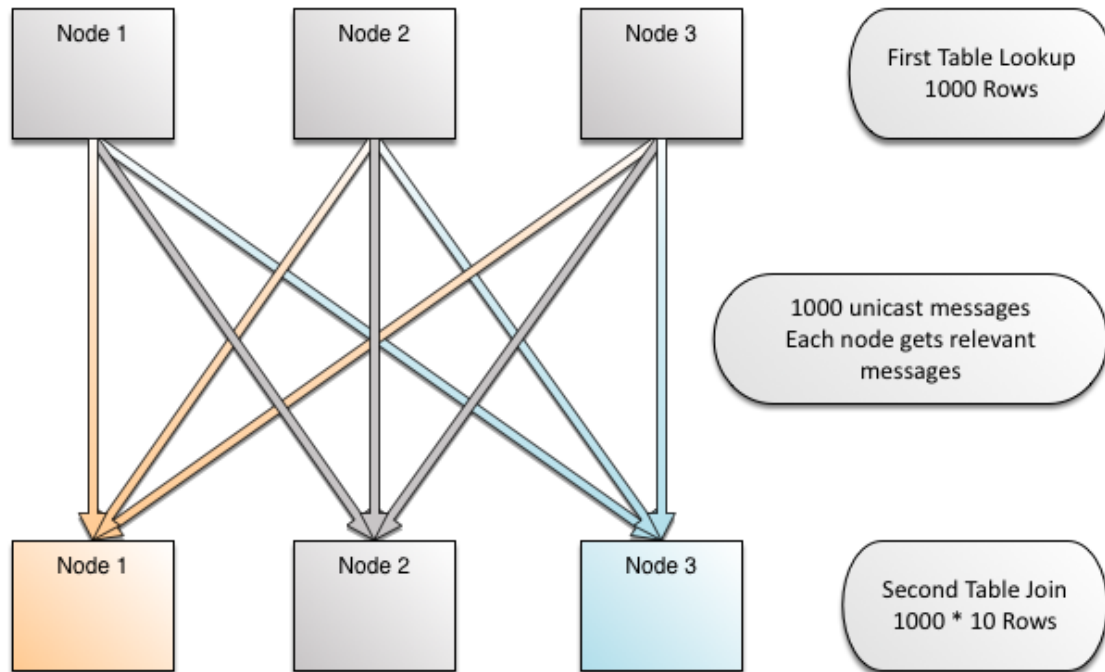 Node 1
Node 2
Node 3
First Table Lookup
1000 Rows
1000 unicast messages
Each node gets relevant
messages
Node 1
Node 2
Node 3
Second Table Join
1000 * 10 Rows